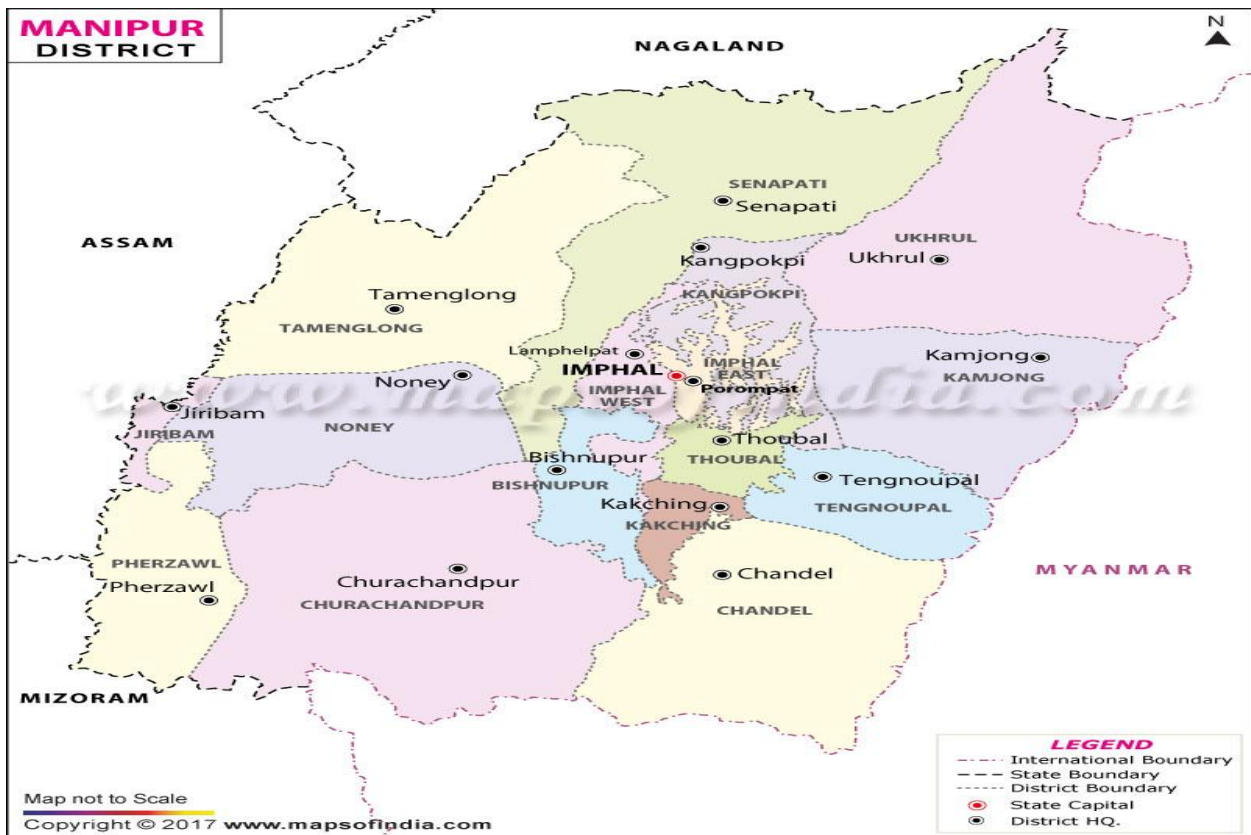 MANIPUR
DISTRICT
N
NAGALAND
SENAPATI
Senapati
ASSAM
UKHRUL
Ukhrul
Kangpokpi
KANGPOKPI
Tamenglong
TAMENGLONG
Lamphelpat
IMPHAL
IMPHAL
EAST
Porompat
IMPHAL
WEST
Kamjong
KAMJONG
Noney
NONEY
www.mapsofindia.com
Jiribam
JIRIBAM
Thoubal
THOUBAL
Bishnupur
BISHNUPUR
Tengnoupal
TENGNOUPAL
Kakching
KAKCHING
PHERZAWL
Pherzawl
Churachandpur
CHURACHANDPUR
Chandel
CHANDEL
MYANMAR
MIZORAM
LEGEND
International Boundary
State Boundary
District Boundary
State Capital
District HQ.
Map not to Scale
Copyright © 2017 www.mapsofindia.com